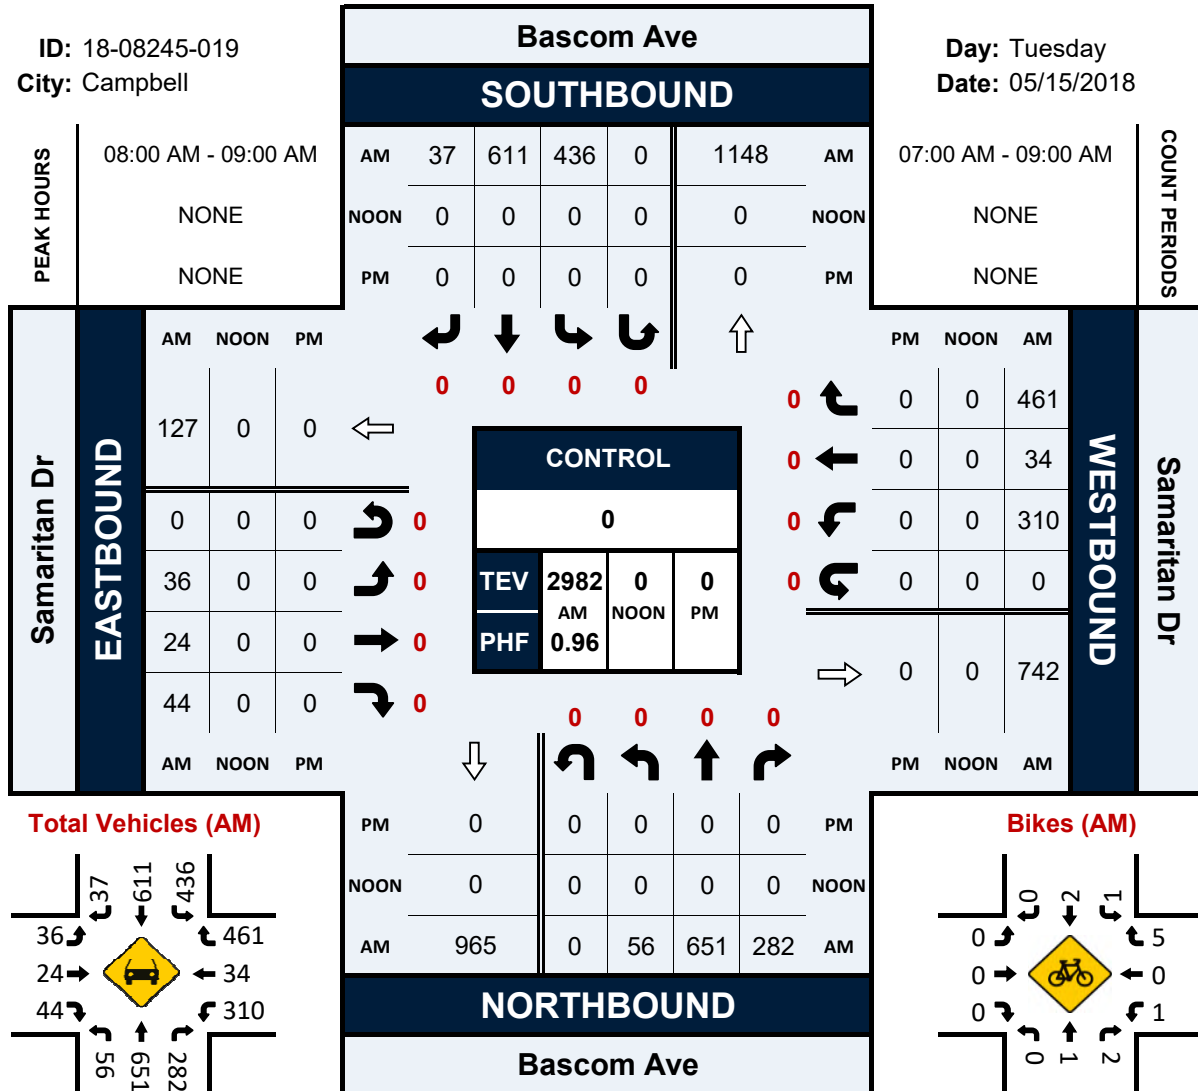 Bascom Ave
ID: 18-08245-019
Day: Tuesday
City: Campbell
Date: 05/15/2018
SOUTHBOUND
PEAK HOURS
08:00 AM - 09:00 AM
AM 37 611 436 0 1148 AM
07:00 AM - 09:00 AM
COUNT PERIODS
NONE
NOON 0 0 0 0 0 NOON
NONE
NONE
PM 0 0 0 0 0 PM
NONE
AM NOON PM
PM NOON AM
0 0 0 0
0 0 0 461
127 0 0
CONTROL
0 0 0 34
Samaritan Dr
EASTBOUND
WESTBOUND
Samaritan Dr
0 0 0 0
0
0 0 0 310
36 0 0 0
TEV 2982 0 0
AM NOON PM
0 0 0 0
24 0 0 0
PHF 0.96
0 0 742
44 0 0 0
0 0 0 0
AM NOON PM
PM NOON AM
Total Vehicles (AM)
PM 0 0 0 0 0 PM
Bikes (AM)
NOON 0 0 0 0 0 NOON
AM 965 0 56 651 282 AM
37 611 436
36 461
24 34
44 310
56 651 282
0 2 1
0 5
0 0
0 1
0 1 2
NORTHBOUND
Bascom Ave